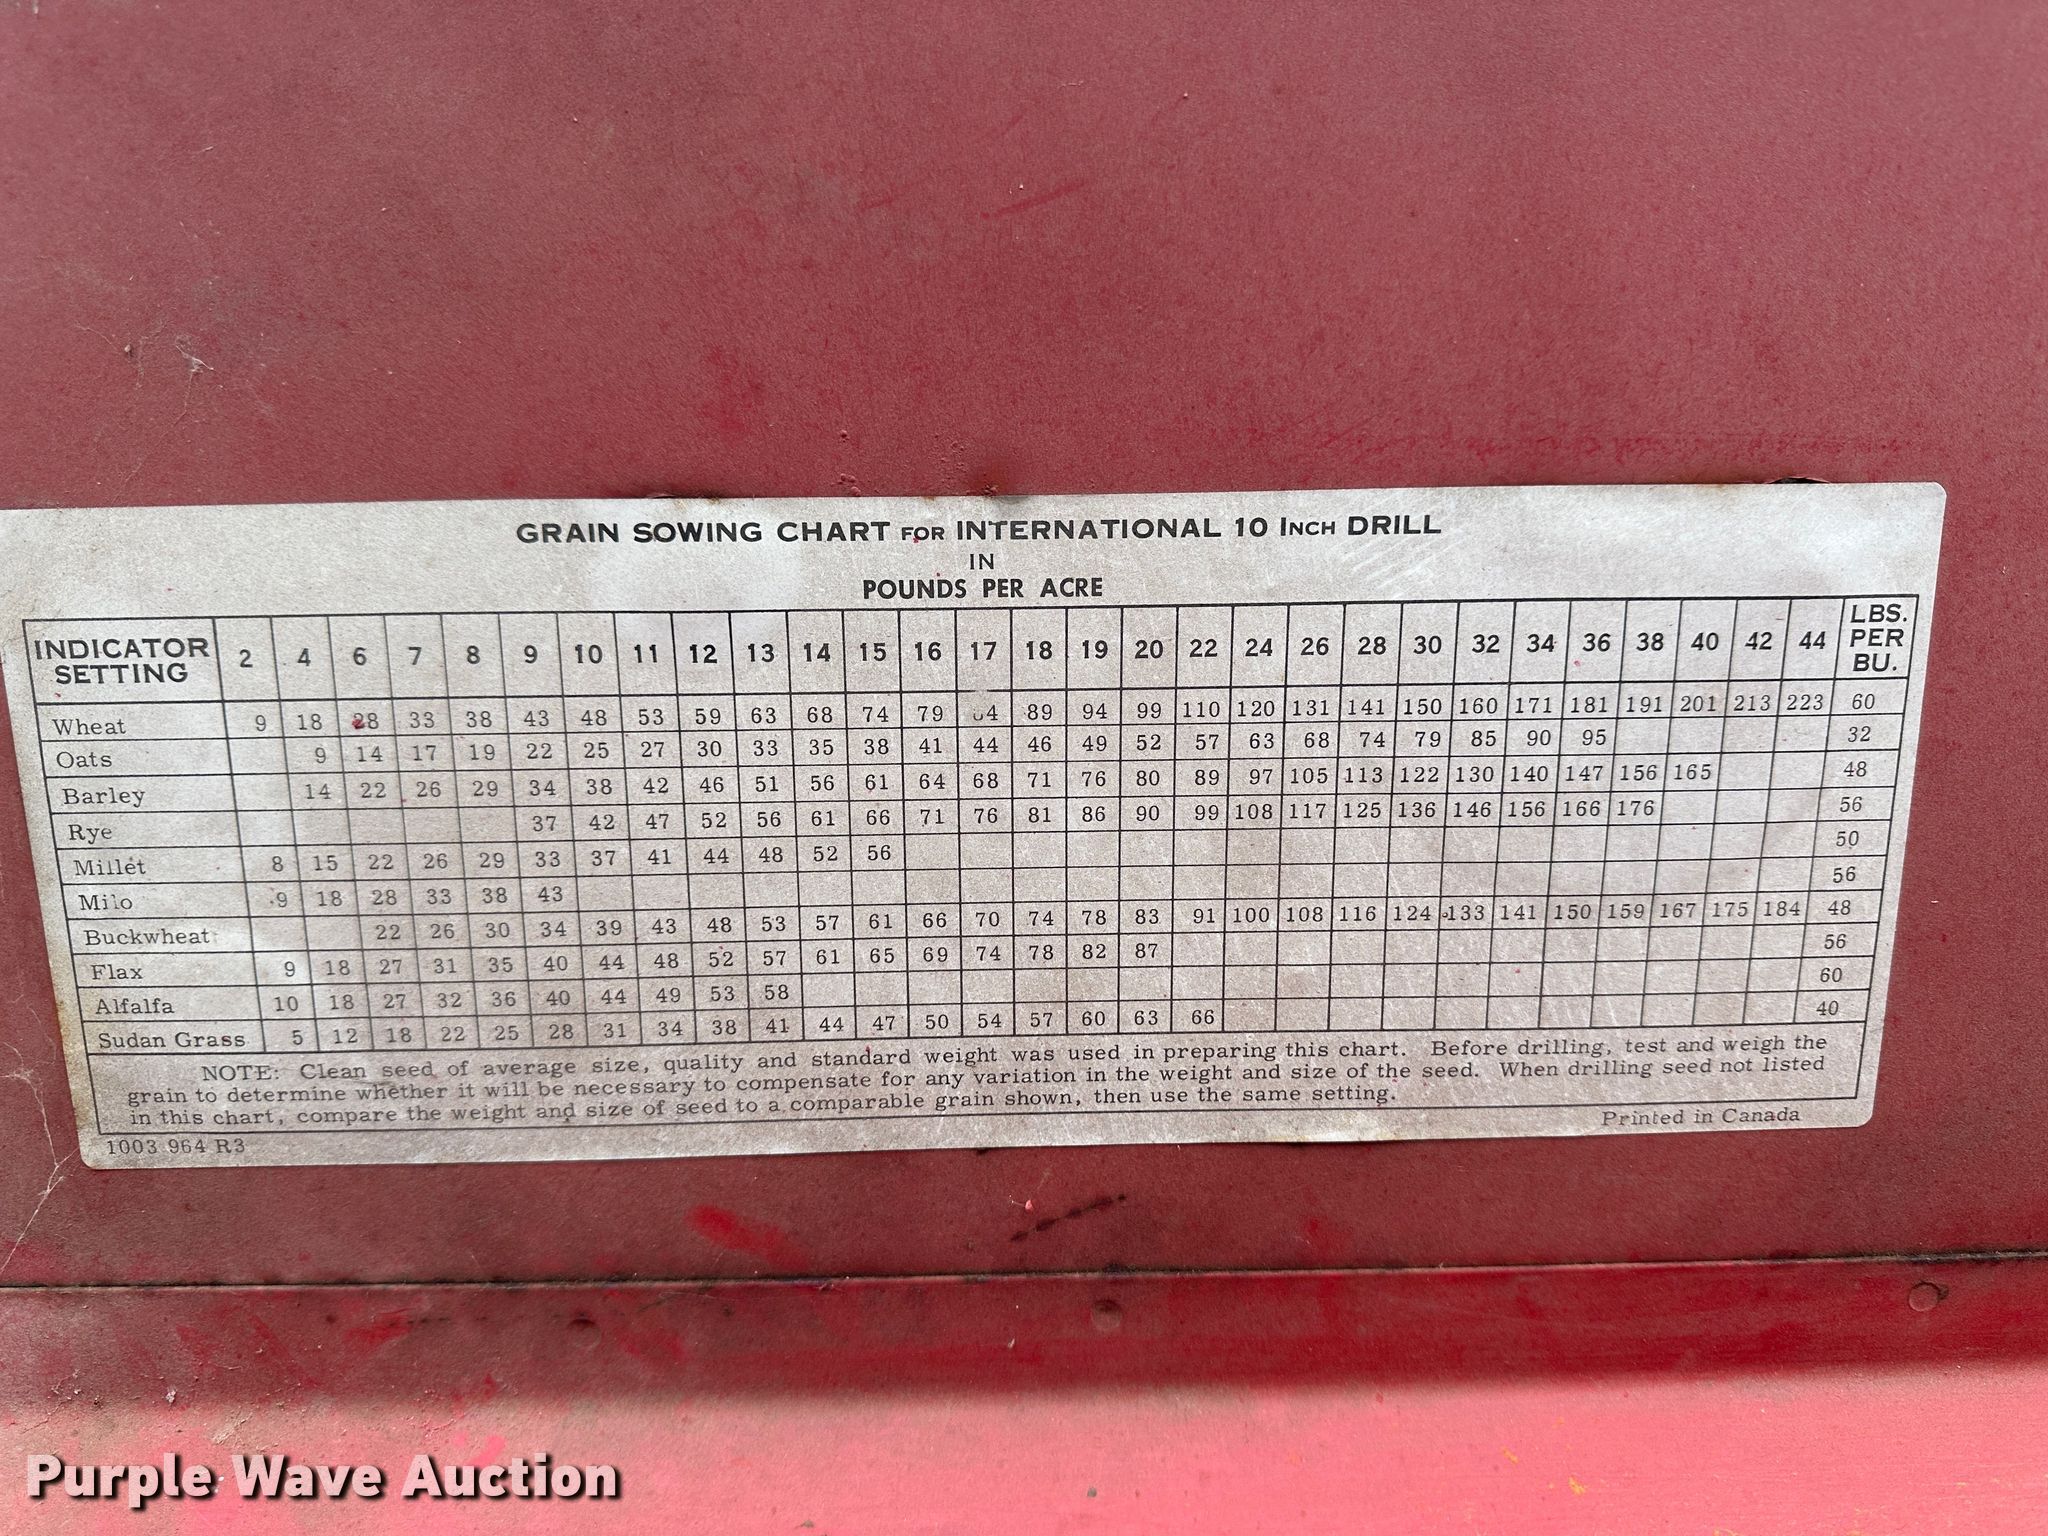 GRAIN SOWING CHART FOR INTERNATIONAL 10 INCH DRILL
IN
POUNDS PER ACRE
INDICATOR SETTING 2 4 6 7 8 9 10 11 12 13 14 15 16 17 18 19 20 22 24 26 28 30 32 34 36 38 40 42 44 LBS. PER BU.
Wheat 9 18 28 33 38 43 48 53 59 63 68 74 79 89 94 99 110 120 131 141 150 160 171 181 191 201 213 223 60
Oats 9 14 17 19 22 25 27 30 33 35 38 41 44 46 49 52 57 63 68 74 79 85 90 95 32
Barley 14 22 26 29 34 38 42 46 51 56 61 64 68 71 76 80 89 97 105 113 122 130 140 147 156 165 48
Rye 37 42 47 52 56 61 66 71 76 81 86 90 99 108 117 125 136 146 156 166 176 56
Millet 8 15 22 26 29 33 37 41 44 48 52 56 50
Milo 9 18 28 33 38 43 56
Buckwheat 22 26 30 34 39 43 48 53 57 61 66 70 74 78 83 91 100 108 116 124 133 141 150 159 167 175 184 48
Flax 9 18 27 31 35 40 44 48 52 57 61 65 69 74 78 82 87 56
Alfalfa 10 18 27 32 36 40 44 49 53 58 60
Sudan Grass 5 12 18 22 25 28 31 34 38 41 44 47 50 54 57 60 63 66 40
NOTE: Clean seed of average size, quality and standard weight was used in preparing this chart. Before drilling, test and weigh the
grain to determine whether it will be necessary to compensate for any variation in the weight and size of the seed. When drilling seed not listed
in this chart, compare the weight and size of seed to a comparable grain shown, then use the same setting.
1003 964 R3 Printed in Canada
Purple Wave Auction